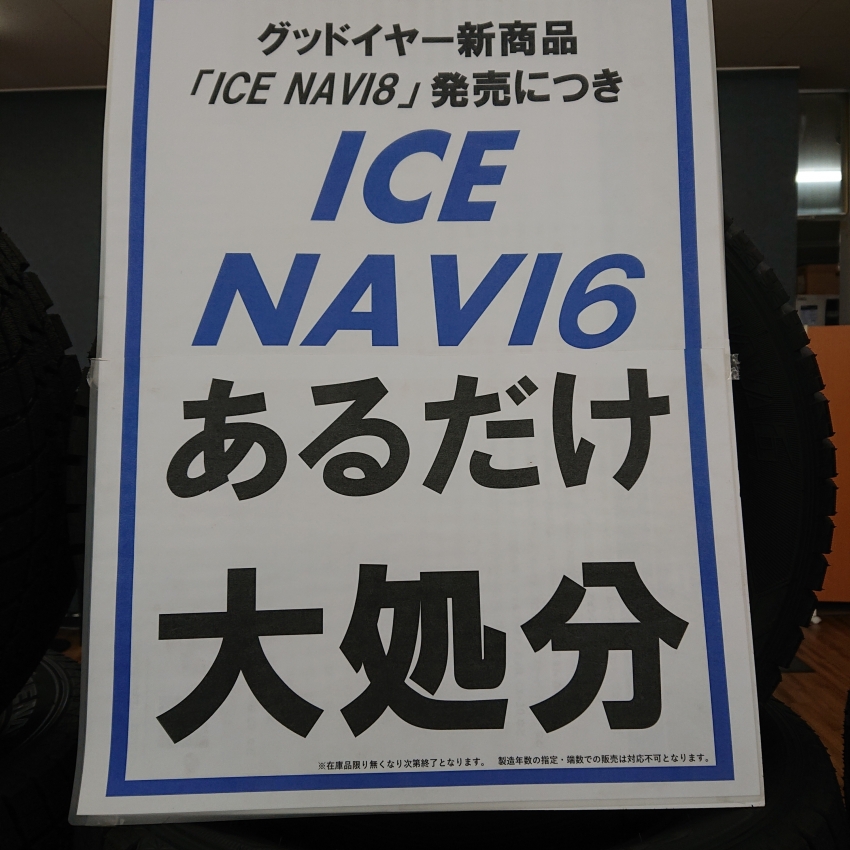 グッドイヤー新商品
「ICE NAVI8」発売につき
ICE
NAVI6
あるだけ
大処分
※在庫品限り無くなり次第終了となります。 製造年数の指定・端数での販売は対応不可となります。